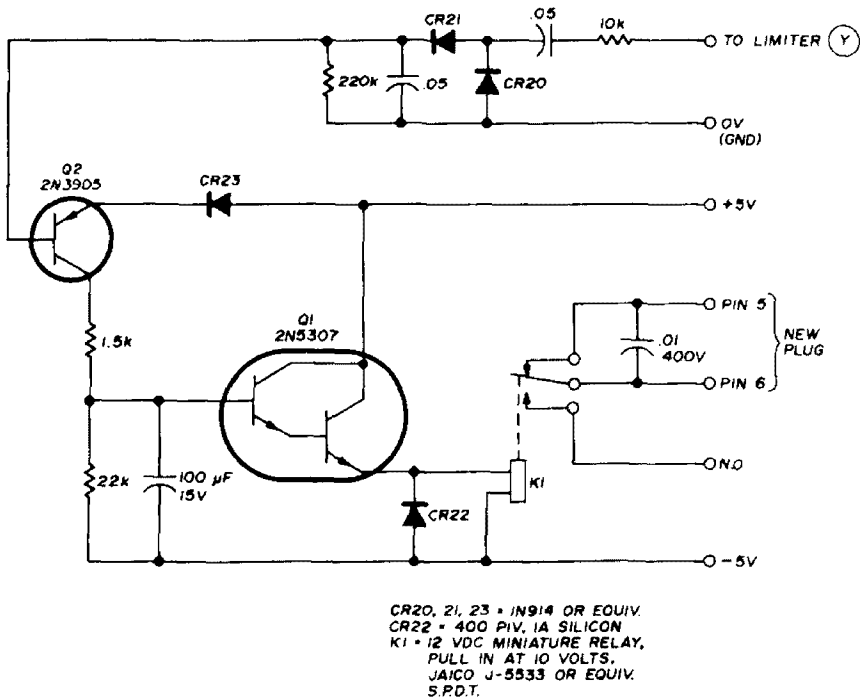 .05
10k
CR21
TO LIMITER Y
220k
.05
CR20
0V
(GND)
Q2
2N3905
CR23
+5V
Q1
2N5307
1.5k
PIN 5
.01
400V
NEW
PLUG
PIN 6
22k
100 µF
15V
N.O
K1
CR22
-5V
CR20, 21, 23 = IN914 OR EQUIV.
CR22 = 400 PIV, 1A SILICON
K1 = 12 VDC MINIATURE RELAY,
PULL IN AT 10 VOLTS,
JAICO J-5533 OR EQUIV.
S.P.D.T.